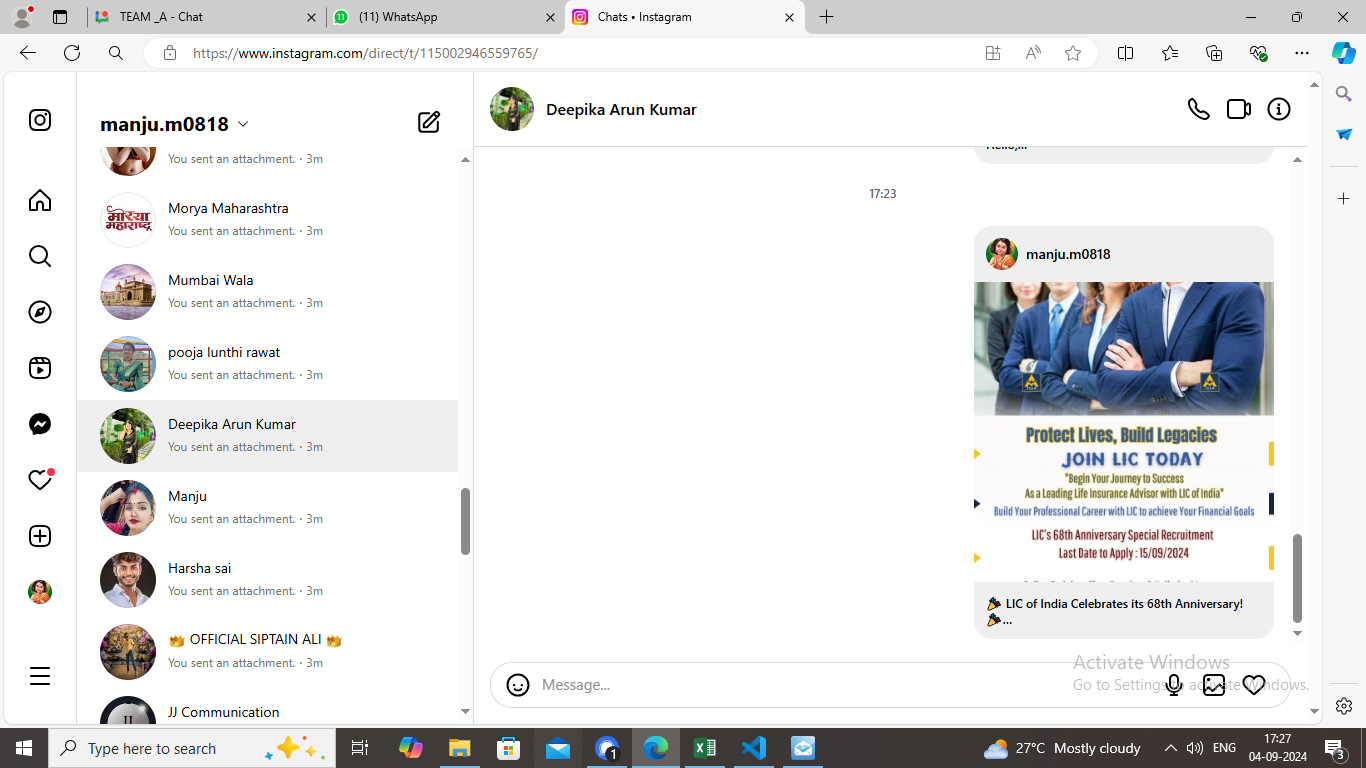 TEAM _A - Chat
(11) WhatsApp
Chats • Instagram
https://www.instagram.com/direct/t/115002946559765/
manju.m0818
You sent an attachment. · 3m
Morya Maharashtra
You sent an attachment. · 3m
मोरया
महाराष्ट्र
Mumbai Wala
You sent an attachment. · 3m
pooja lunthi rawat
You sent an attachment. · 3m
Deepika Arun Kumar
You sent an attachment. · 3m
Manju
You sent an attachment. · 3m
Harsha sai
You sent an attachment. · 3m
👑 OFFICIAL SIPTAIN ALI 👑
You sent an attachment. · 3m
JJ Communication
JJ
Deepika Arun Kumar
Hello,...
17:23
manju.m0818
Protect Lives, Build Legacies
JOIN LIC TODAY
"Begin Your Journey to Success
As a Leading Life Insurance Advisor with LIC of India"
Build Your Professional Career with LIC to achieve Your Financial Goals
LIC's 68th Anniversary Special Recruitment
Last Date to Apply : 15/09/2024
🎉 LIC of India Celebrates its 68th Anniversary!
🎉...
Message...
Activate Windows
Go to Settings to activate Windows.
Type here to search
1
27°C Mostly cloudy
ENG
17:27
04-09-2024
3